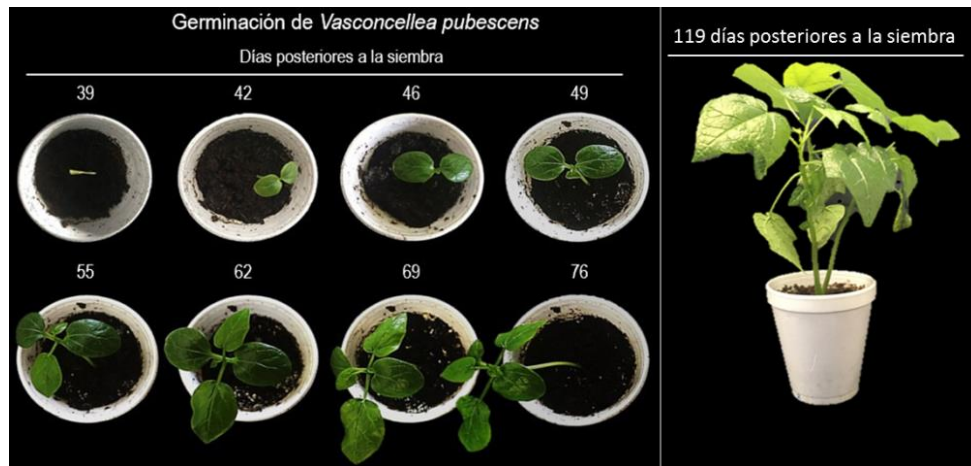 Germinación de Vasconcellea pubescens
Días posteriores a la siembra
39 42 46 49
55 62 69 76
119 días posteriores a la siembra